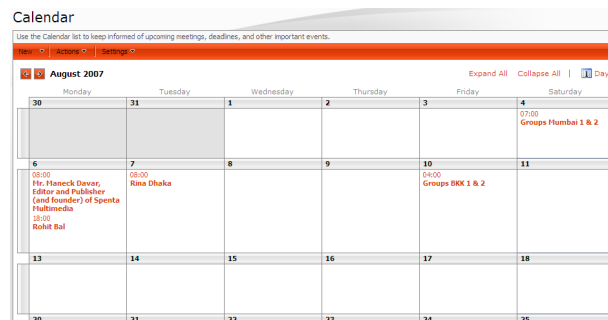 Calendar
Use the Calendar list to keep informed of upcoming meetings, deadlines, and other important events.
New Actions Settings
August 2007 Expand All Collapse All | Day
Monday Tuesday Wednesday Thursday Friday Saturday
30 31 1 2 3 4
07:00
Groups Mumbai 1 & 2
6 7 8 9 10 11
08:00 08:00 04:00
Mr. Maneck Davar, Rina Dhaka Groups BKK 1 & 2
Editor and Publisher
(and founder) of Spenta
Multimedia
18:00
Rohit Bal
13 14 15 16 17 18